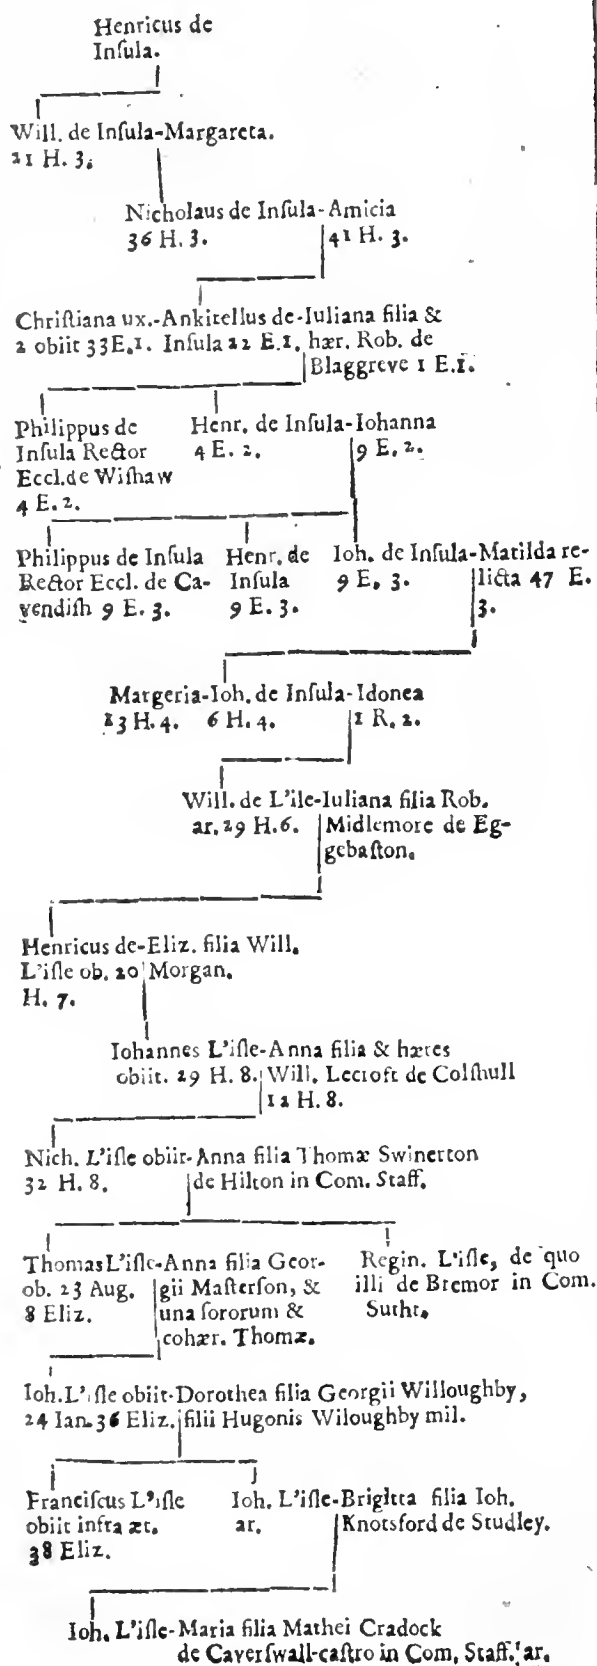 Henricus de
Inſula.
Will. de Inſula-Margareta.
21 H. 3.
Nicholaus de Inſula-Amicia
36 H. 3. 41 H. 3.
Chriſtiana ux.-Ankitellus de-Iuliana filia &
2 obiit 33 E. 1. Inſula 22 E. 1. hær. Rob. de
Blaggreve 1 E. 1.
Philippus de Henr. de Inſula-Iohanna
Inſula Rector 4 E. 2. 9 E. 2.
Eccl. de Wiſhaw
4 E. 2.
Philippus de Inſula Henr. de Ioh. de Inſula-Matilda re-
Rector Eccl. de Ca- Inſula 9 E. 3. licta 47 E.
vendiſh 9 E. 3. 9 E. 3. 3.
Margeria-Ioh. de Inſula-Idonea
13 H. 4. 6 H. 4. 1 R. 2.
Will. de L'ile-Iuliana filia Rob.
ar. 29 H. 6. Midlemore de Eg-
gebaſton.
Henricus de-Eliz. filia Will.
L'iſle ob. 20 Morgan.
H. 7.
Iohannes L'iſle-Anna filia & hæres
obiit. 29 H. 8. Will. Lecroft de Colſhull
12 H. 8.
Nich. L'iſle obiit-Anna filia Thomæ Swinerton
32 H. 8. de Hilton in Com. Staff.
Thomas L'iſle-Anna filia Geor- Regin. L'iſle, de quo
ob. 23 Aug. gii Maſterſon, & illi de Bremor in Com.
8 Eliz. una ſororum & Suthr.
cohær. Thomæ.
Ioh. L'iſle obiit-Dorothea filia Georgii Willoughby,
24 Ian. 36 Eliz. filii Hugonis Wiloughby mil.
Franciſcus L'iſle Ioh. L'iſle-Brigitta filia Ioh.
obiit infra æt. ar. Knotsford de Studley.
38 Eliz.
Ioh. L'iſle-Maria filia Mathei Cradock
de Caverſwall-caſtro in Com. Staff. ar.